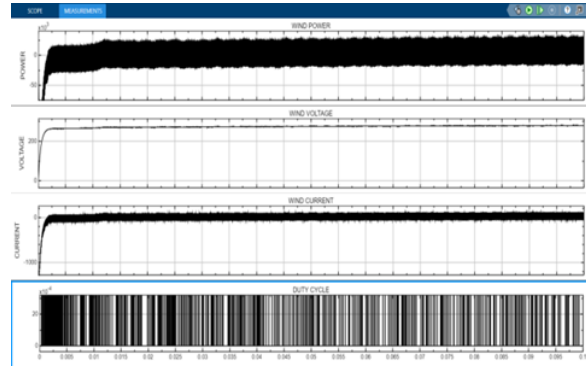 SCOPE MEASUREMENTS
WIND POWER
POWER
0
-50
WIND VOLTAGE
VOLTAGE
200
0
WIND CURRENT
CURRENT
0
-1000
DUTY CYCLE
20
0
0 0.005 0.01 0.015 0.02 0.025 0.03 0.035 0.04 0.045 0.05 0.055 0.06 0.065 0.07 0.075 0.08 0.085 0.09 0.095